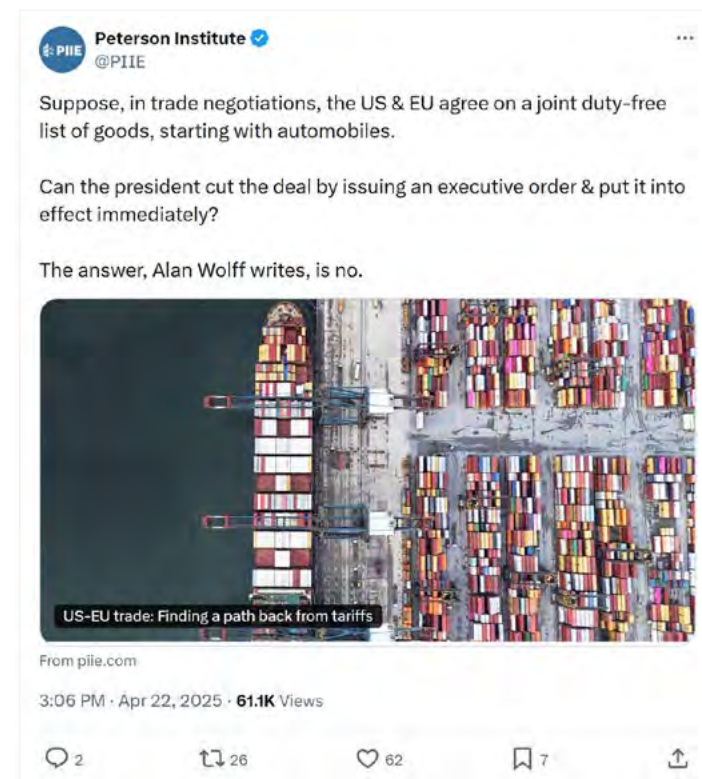 PIIE
Peterson Institute
@PIIE
Suppose, in trade negotiations, the US & EU agree on a joint duty-free
list of goods, starting with automobiles.
Can the president cut the deal by issuing an executive order & put it into
effect immediately?
The answer, Alan Wolff writes, is no.
US-EU trade: Finding a path back from tariffs
From piie.com
3:06 PM · Apr 22, 2025 · 61.1K Views
2
26
62
7